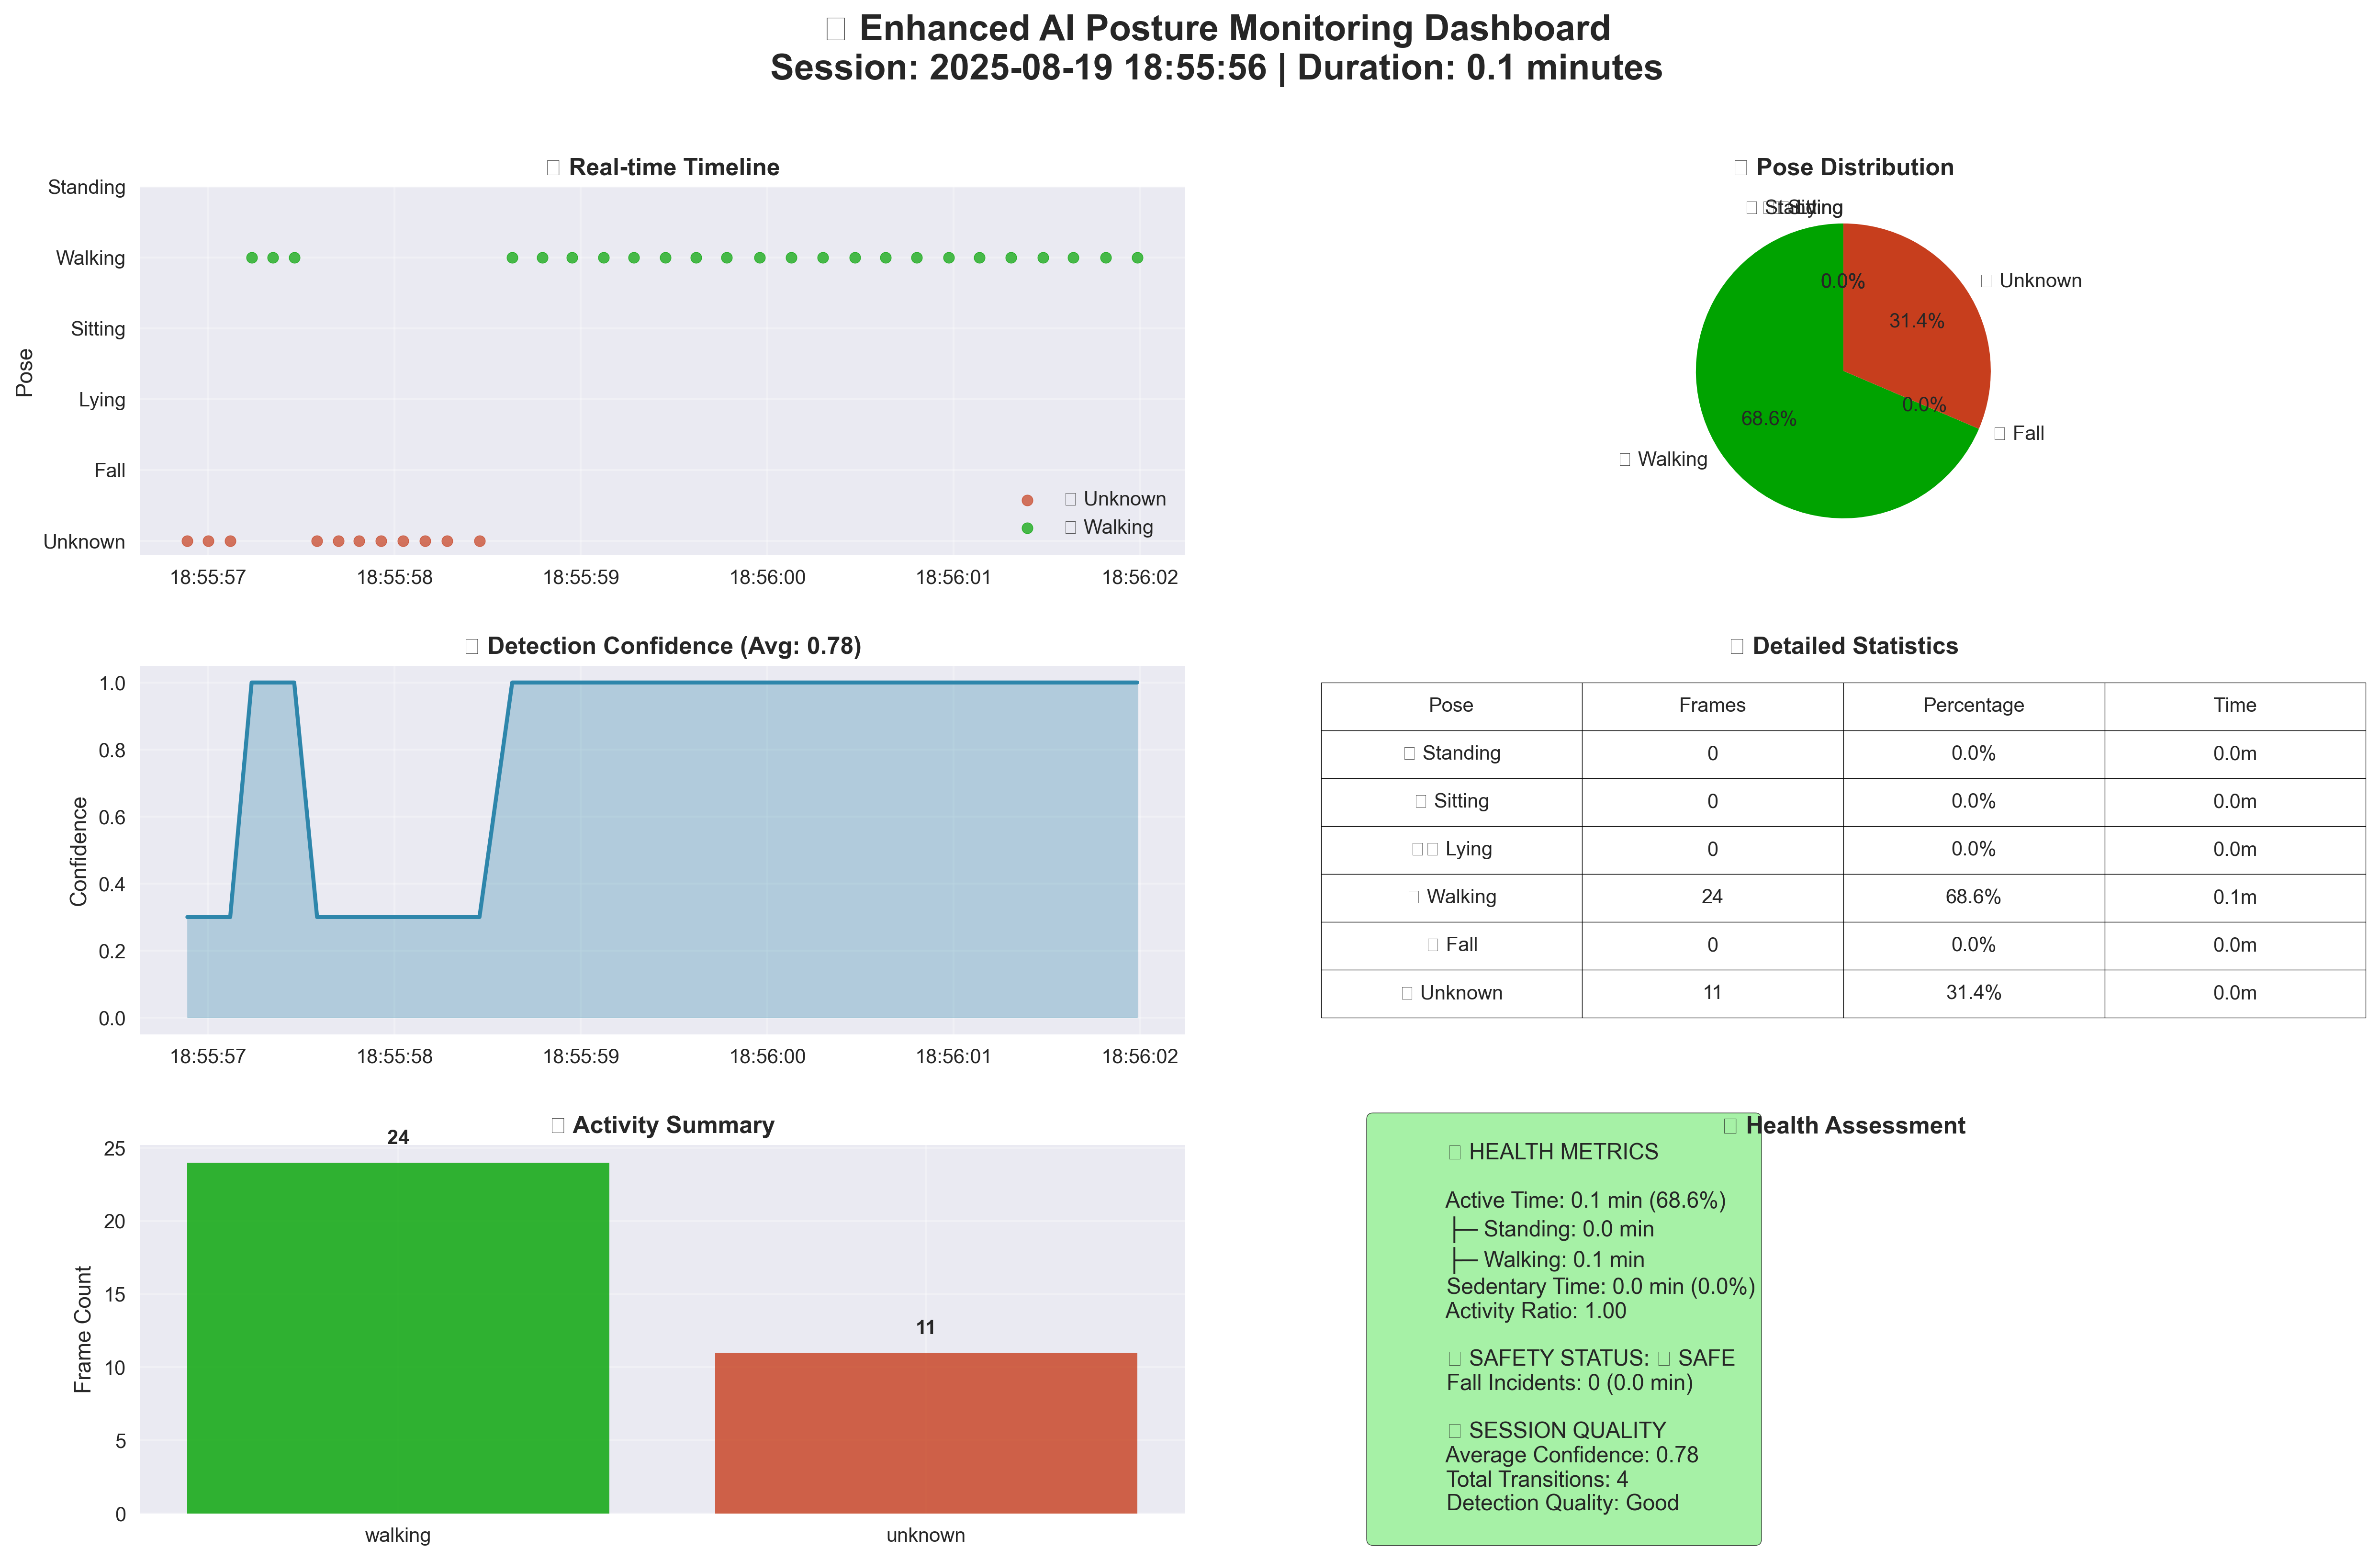 Enhanced AI Posture Monitoring Dashboard
Session: 2025-08-19 18:55:56 | Duration: 0.1 minutes
Real-time Timeline
Pose
Standing
Walking
Sitting
Lying
Fall
Unknown
Unknown
Walking
18:55:57 18:55:58 18:55:59 18:56:00 18:56:01 18:56:02
Pose Distribution
Standing
Sitting
Lying
0.0%
Unknown
31.4%
0.0%
Fall
68.6%
Walking
Detection Confidence (Avg: 0.78)
Confidence
1.0
0.8
0.6
0.4
0.2
0.0
18:55:57 18:55:58 18:55:59 18:56:00 18:56:01 18:56:02
Detailed Statistics
Pose Frames Percentage Time
Standing 0 0.0% 0.0m
Sitting 0 0.0% 0.0m
Lying 0 0.0% 0.0m
Walking 24 68.6% 0.1m
Fall 0 0.0% 0.0m
Unknown 11 31.4% 0.0m
Activity Summary
Frame Count
25
20
15
10
5
0
24
11
walking unknown
Health Assessment
HEALTH METRICS
Active Time: 0.1 min (68.6%)
├─ Standing: 0.0 min
├─ Walking: 0.1 min
Sedentary Time: 0.0 min (0.0%)
Activity Ratio: 1.00
SAFETY STATUS: SAFE
Fall Incidents: 0 (0.0 min)
SESSION QUALITY
Average Confidence: 0.78
Total Transitions: 4
Detection Quality: Good